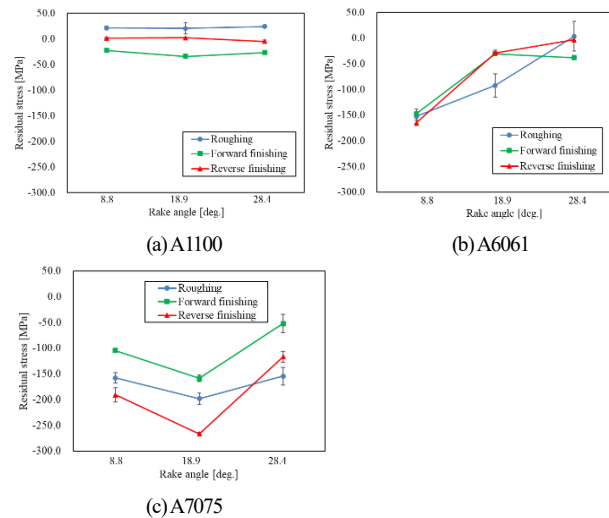 50.0
0.0
-50.0
-100.0
-150.0
-200.0
-250.0
-300.0
Residual stress [MPa]
Roughing
Forward finishing
Reverse finishing
8.8 18.9 28.4
Rake angle [deg.]
(a) A1100
50.0
0.0
-50.0
-100.0
-150.0
-200.0
-250.0
-300.0
Residual stress [MPa]
Roughing
Forward finishing
Reverse finishing
8.8 18.9 28.4
Rake angle [deg.]
(b) A6061
50.0
0.0
-50.0
-100.0
-150.0
-200.0
-250.0
-300.0
Residual stress [MPa]
Roughing
Forward finishing
Reverse finishing
8.8 18.9 28.4
Rake angle [deg.]
(c) A7075